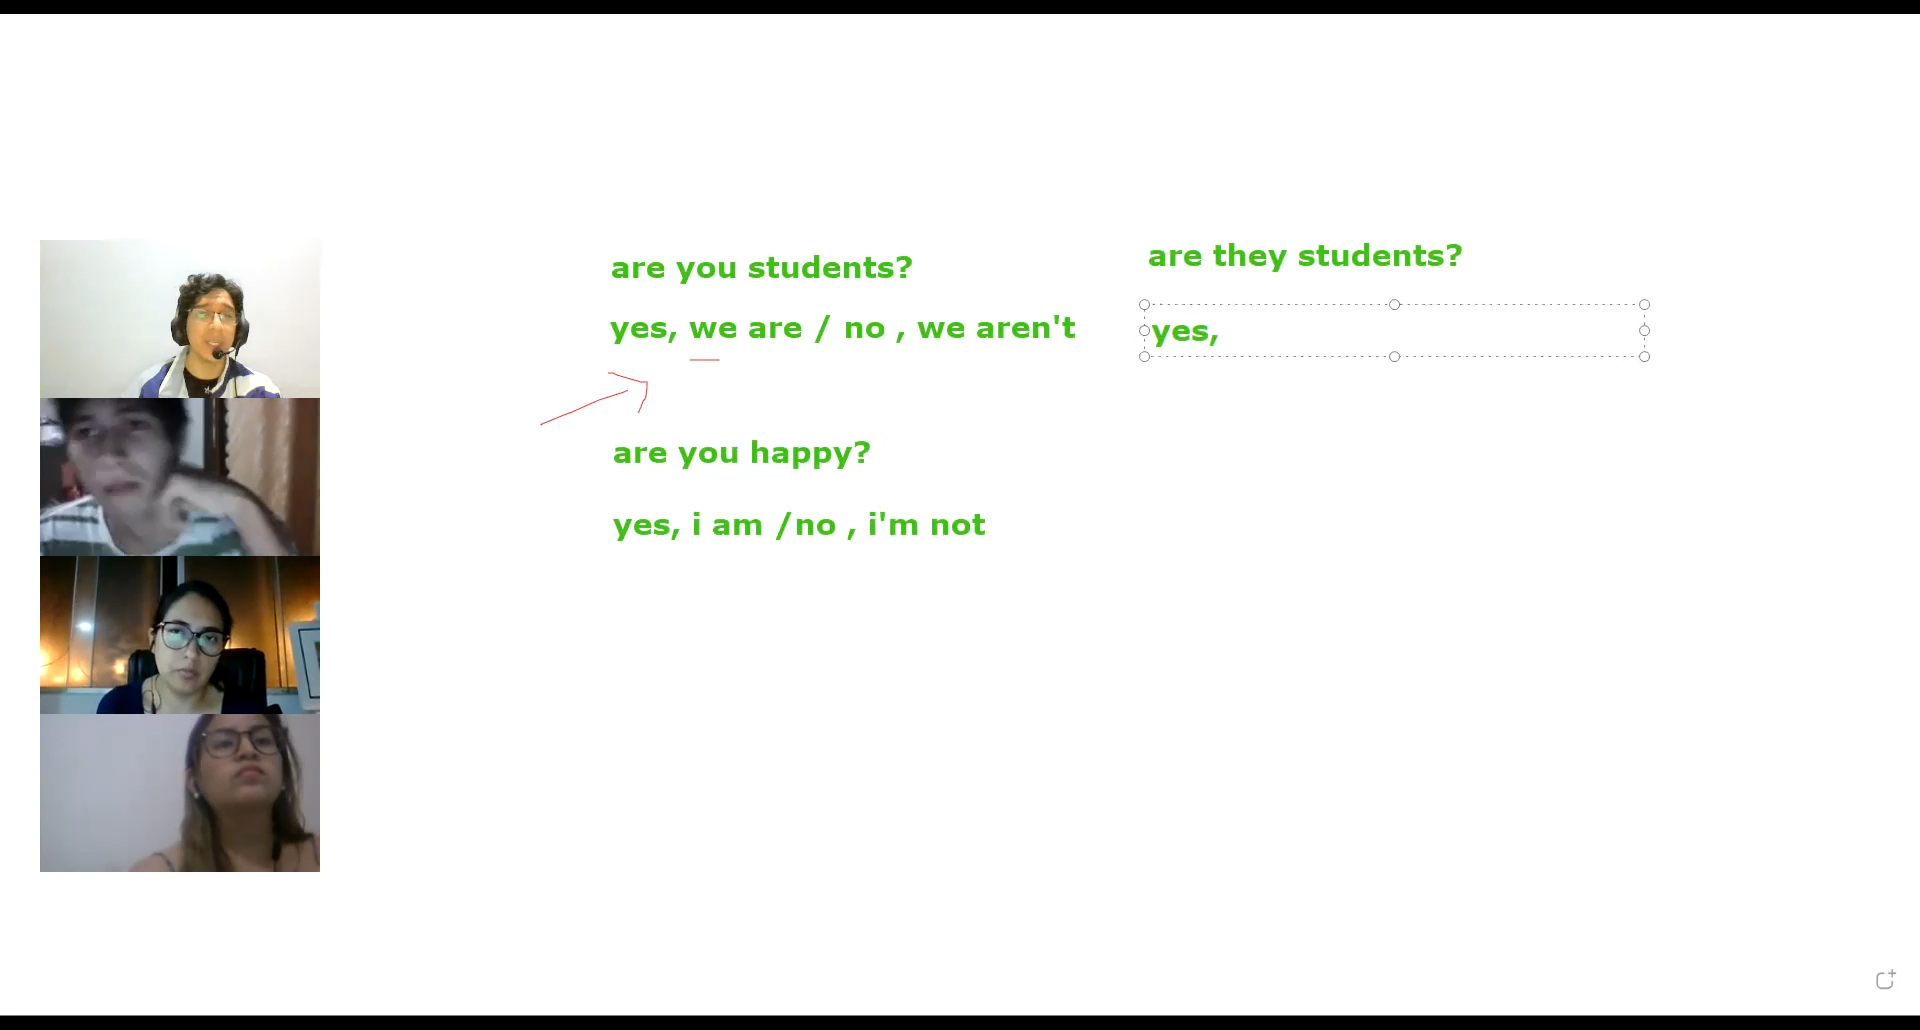 are you students?
yes, we are / no , we aren't
are you happy?
yes, i am /no , i'm not
are they students?
yes,